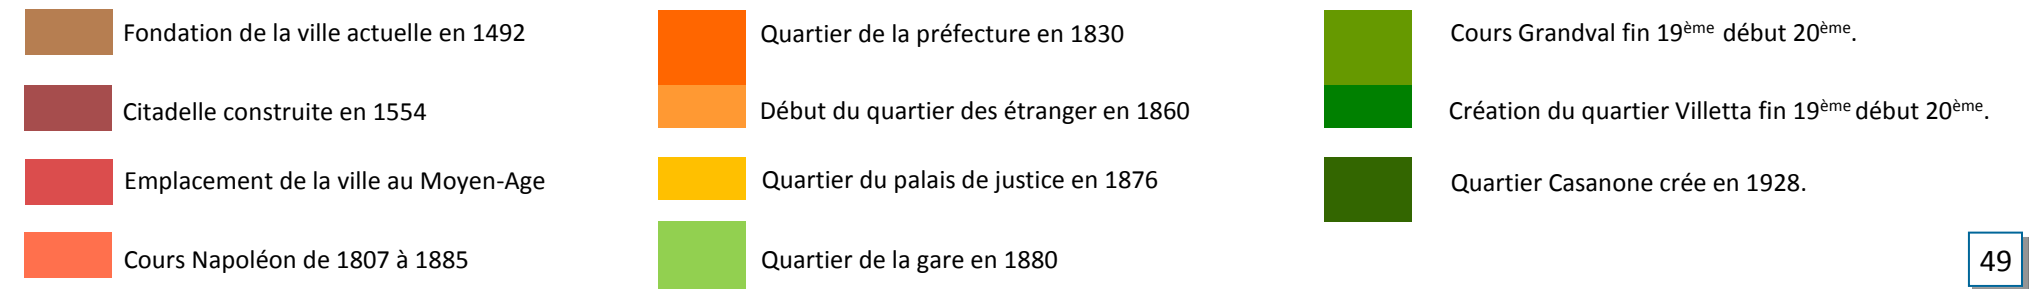 Fondation de la ville actuelle en 1492
Citadelle construite en 1554
Emplacement de la ville au Moyen-Age
Cours Napoléon de 1807 à 1885
Quartier de la préfecture en 1830
Début du quartier des étranger en 1860
Quartier du palais de justice en 1876
Quartier de la gare en 1880
Cours Grandval fin 19ème début 20ème.
Création du quartier Villetta fin 19ème début 20ème.
Quartier Casanone crée en 1928.
49